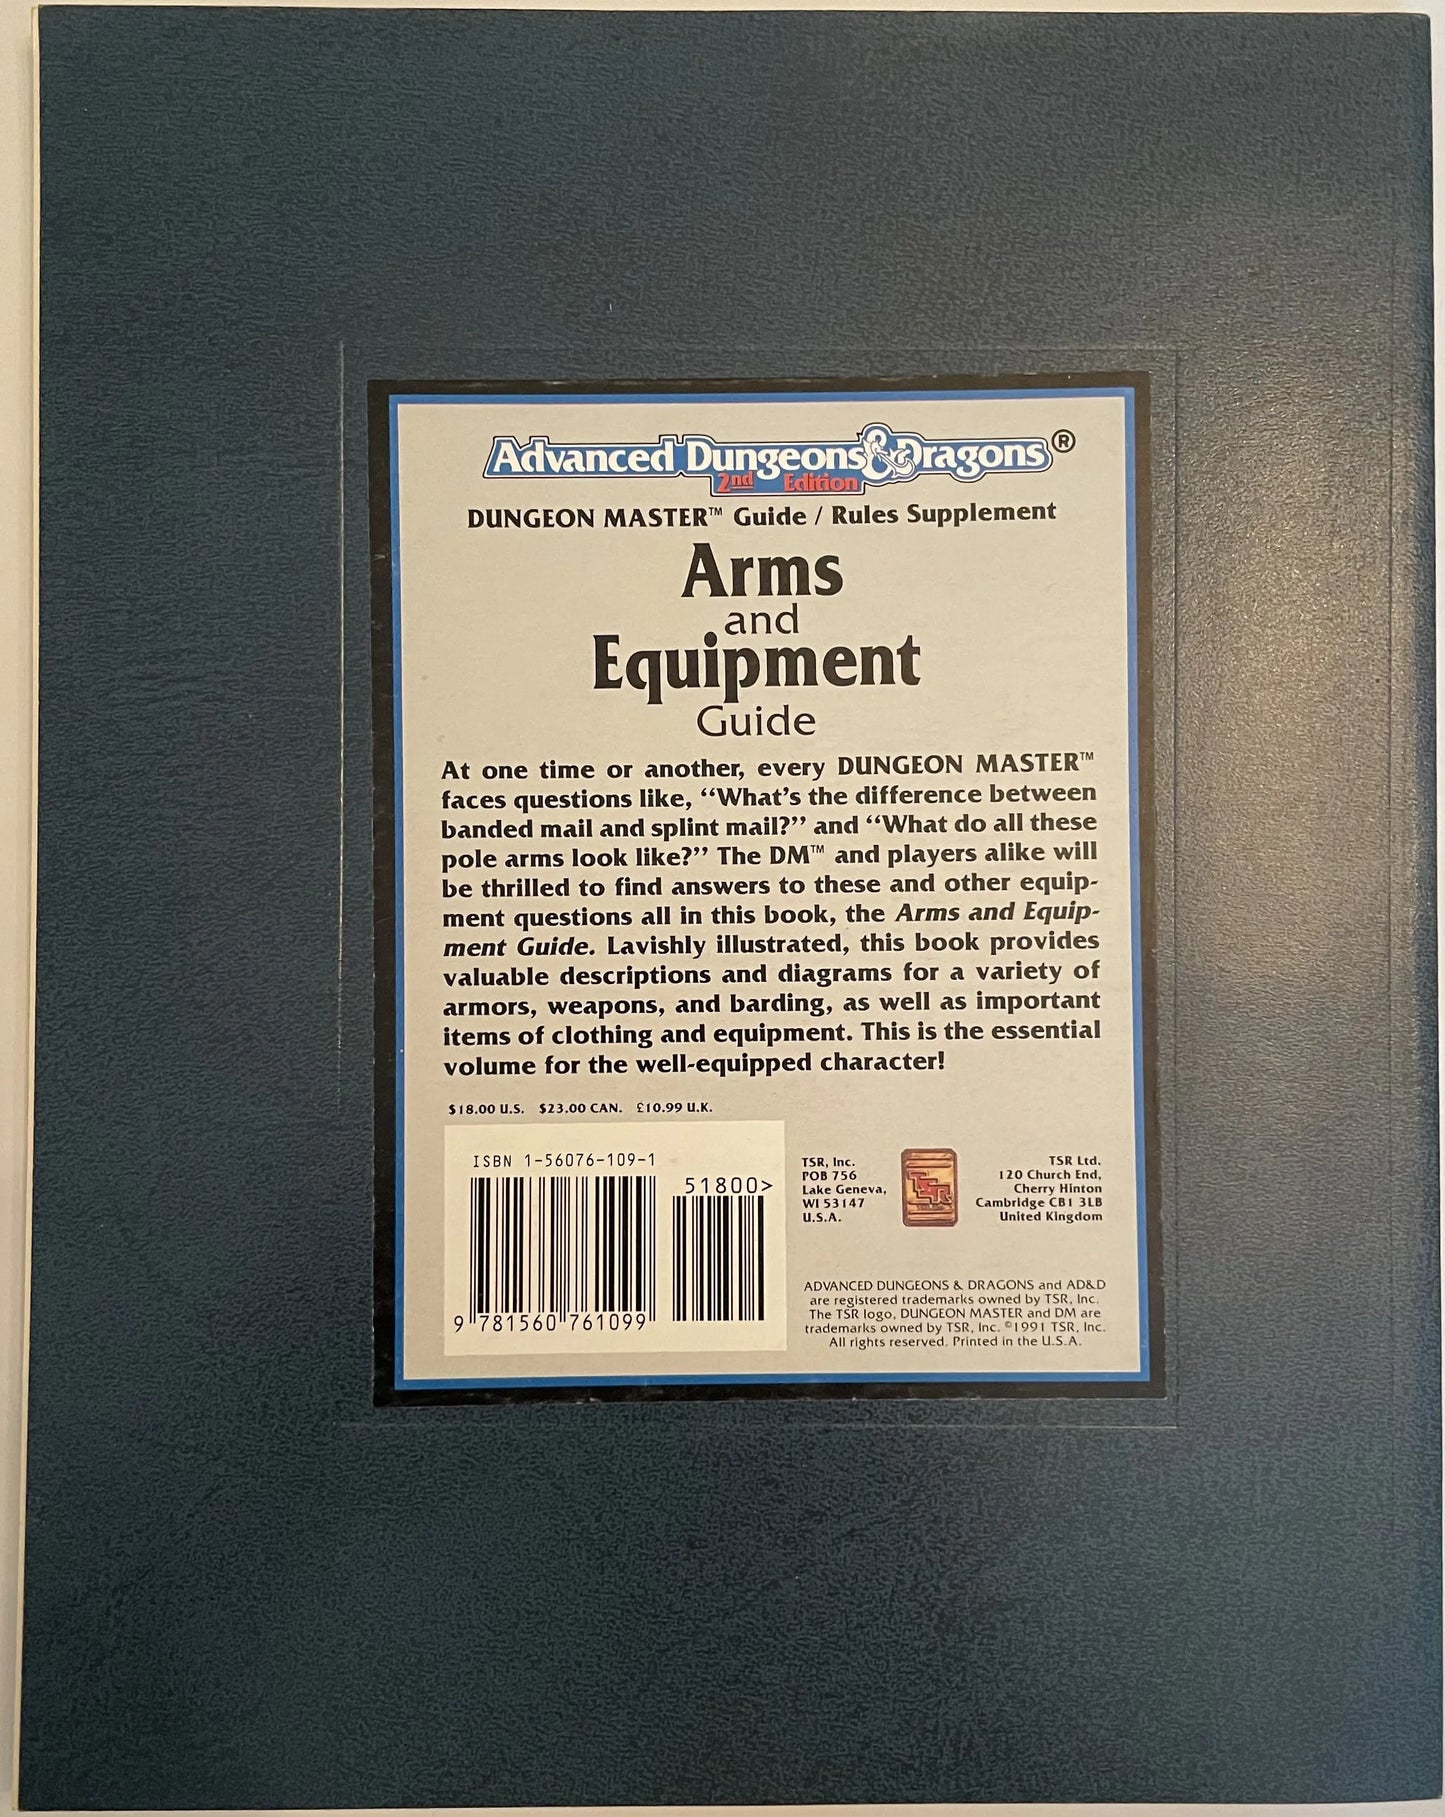 Advanced Dungeons & Dragons®
2nd Edition
DUNGEON MASTER™ Guide / Rules Supplement
Arms
and
Equipment
Guide
At one time or another, every DUNGEON MASTER™
faces questions like, “What’s the difference between
banded mail and splint mail?” and “What do all these
pole arms look like?” The DM™ and players alike will
be thrilled to find answers to these and other equip-
ment questions all in this book, the Arms and Equip-
ment Guide. Lavishly illustrated, this book provides
valuable descriptions and diagrams for a variety of
armors, weapons, and barding, as well as important
items of clothing and equipment. This is the essential
volume for the well-equipped character!
$18.00 U.S. $23.00 CAN. £10.99 U.K.
ISBN 1-56076-109-1
51800>
9 781560 761099
TSR, Inc.
POB 756
Lake Geneva,
WI 53147
U.S.A.
TSR
TSR Ltd.
120 Church End,
Cherry Hinton
Cambridge CB1 3LB
United Kingdom
ADVANCED DUNGEONS & DRAGONS and AD&D
are registered trademarks owned by TSR, Inc.
The TSR logo, DUNGEON MASTER and DM are
trademarks owned by TSR, Inc. ©1991 TSR, Inc.
All rights reserved. Printed in the U.S.A.